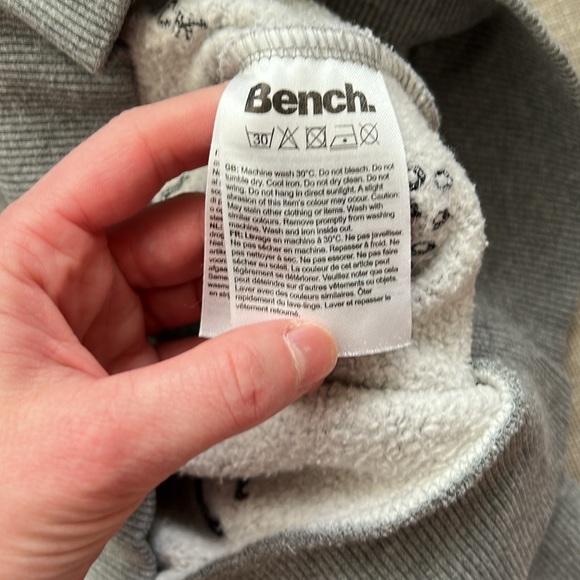 Bench.
30
GB: Machine wash 30°C. Do not bleach. Do not
tumble dry. Cool iron. Do not dry clean. Do not
wring. Do not hang in direct sunlight. A slight
abrasion of this item's colour may occur. Caution:
May stain other clothing or items. Wash with
similar colours. Remove promptly from washing
machine. Wash and iron inside out.
FR: Lavage en machine à 30°C. Ne pas javelliser.
Ne pas sécher en machine. Repasser à froid. Ne
pas nettoyer à sec. Ne pas essorer. Ne pas faire
sécher au soleil. La couleur de cet article peut
légèrement se déteindre. Veuillez noter que cela
peut déteindre sur d'autres vêtements ou objets.
Laver avec des couleurs similaires. Ôter
rapidement du lave-linge. Laver et repasser le
vêtement retourné.